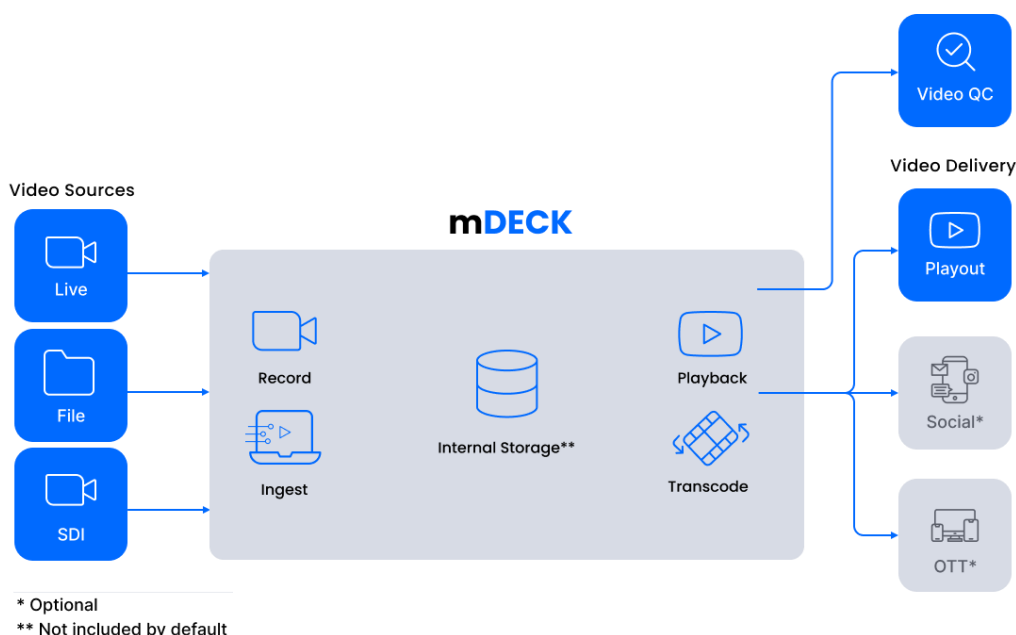 Video Sources
Live
File
SDI
* Optional
** Not included by default
mDECK
Record
Ingest
Internal Storage**
Playback
Transcode
Video QC
Video Delivery
Playout
Social*
OTT*